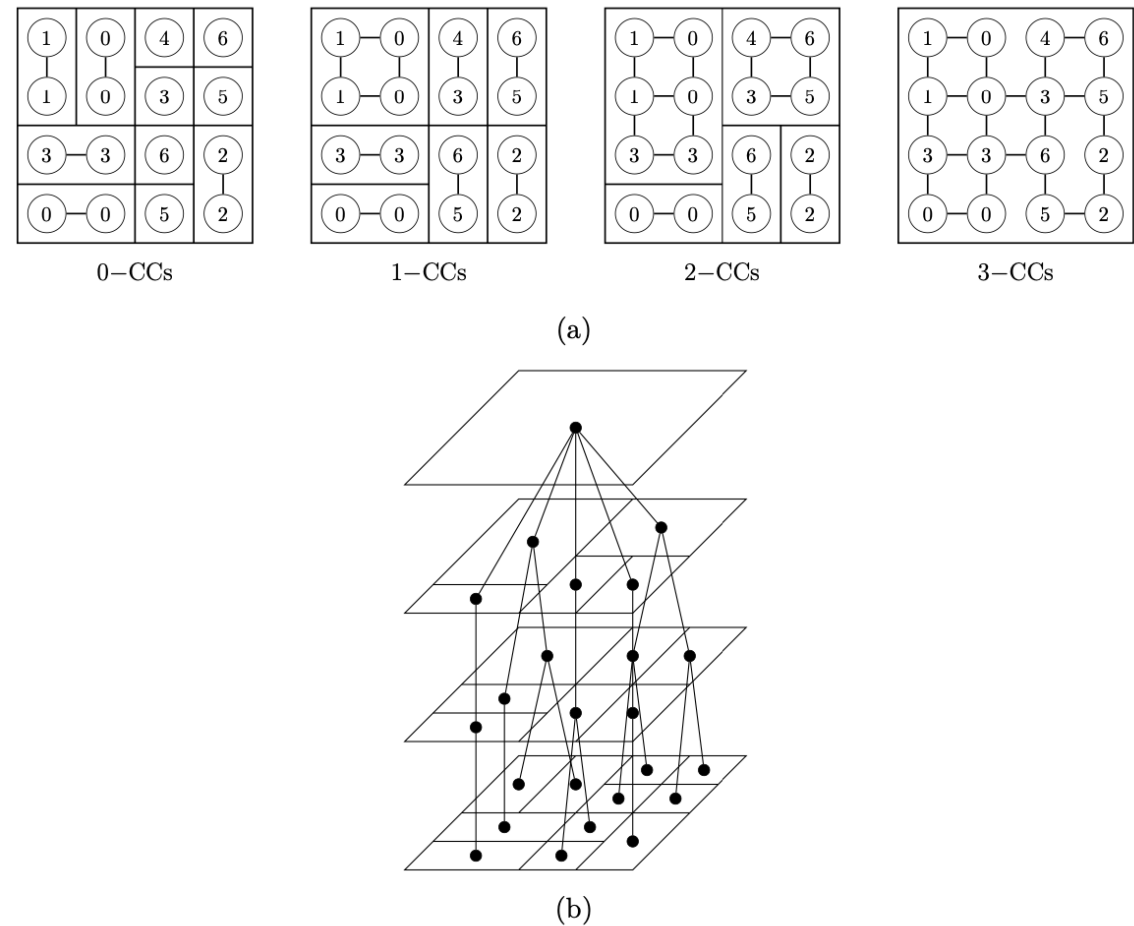 1 0 4 6 1 0 4 6 1 0 4 6 1 0 4 6
1 0 3 5 1 0 3 5 1 0 3 5 1 0 3 5
3 3 6 2 3 3 6 2 3 3 6 2 3 3 6 2
0 0 5 2 0 0 5 2 0 0 5 2 0 0 5 2
0−CCs 1−CCs 2−CCs 3−CCs
(a)
(b)